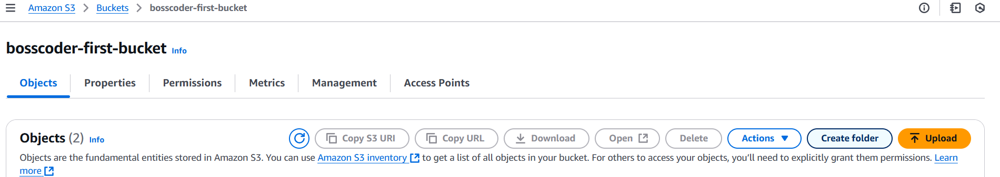 Amazon S3 > Buckets > bosscoder-first-bucket
bosscoder-first-bucket Info
Objects Properties Permissions Metrics Management Access Points
Objects (2) Info Copy S3 URI Copy URL Download Open Delete Actions Create folder Upload
Objects are the fundamental entities stored in Amazon S3. You can use Amazon S3 inventory to get a list of all objects in your bucket. For others to access your objects, you’ll need to explicitly grant them permissions. Learn
more